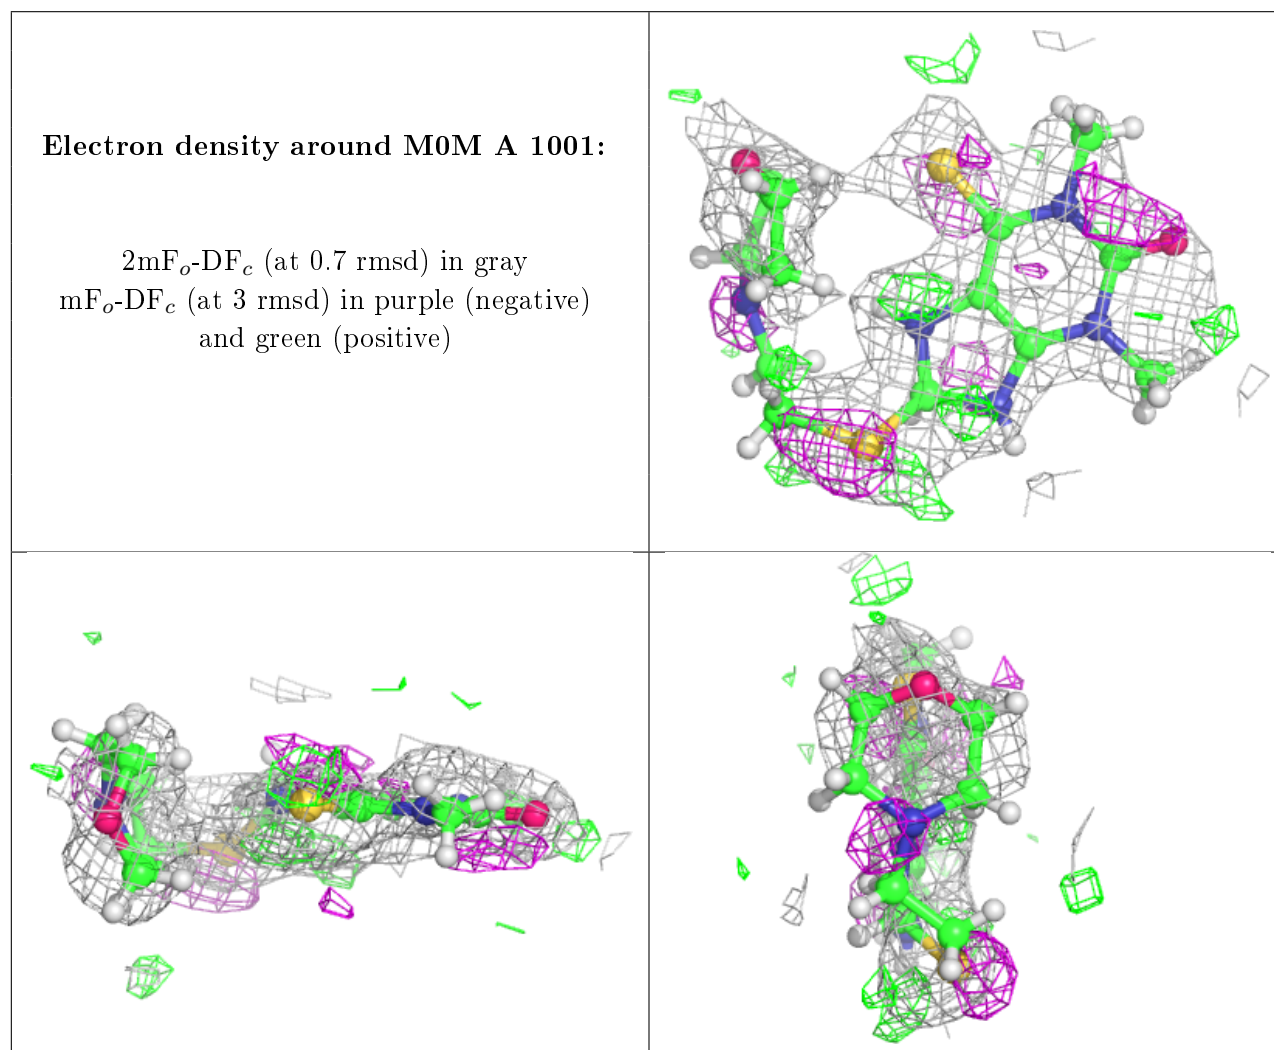 Electron density around M0M A 1001:
2mFₒ-DF𝒸 (at 0.7 rmsd) in gray
mFₒ-DF𝒸 (at 3 rmsd) in purple (negative)
and green (positive)